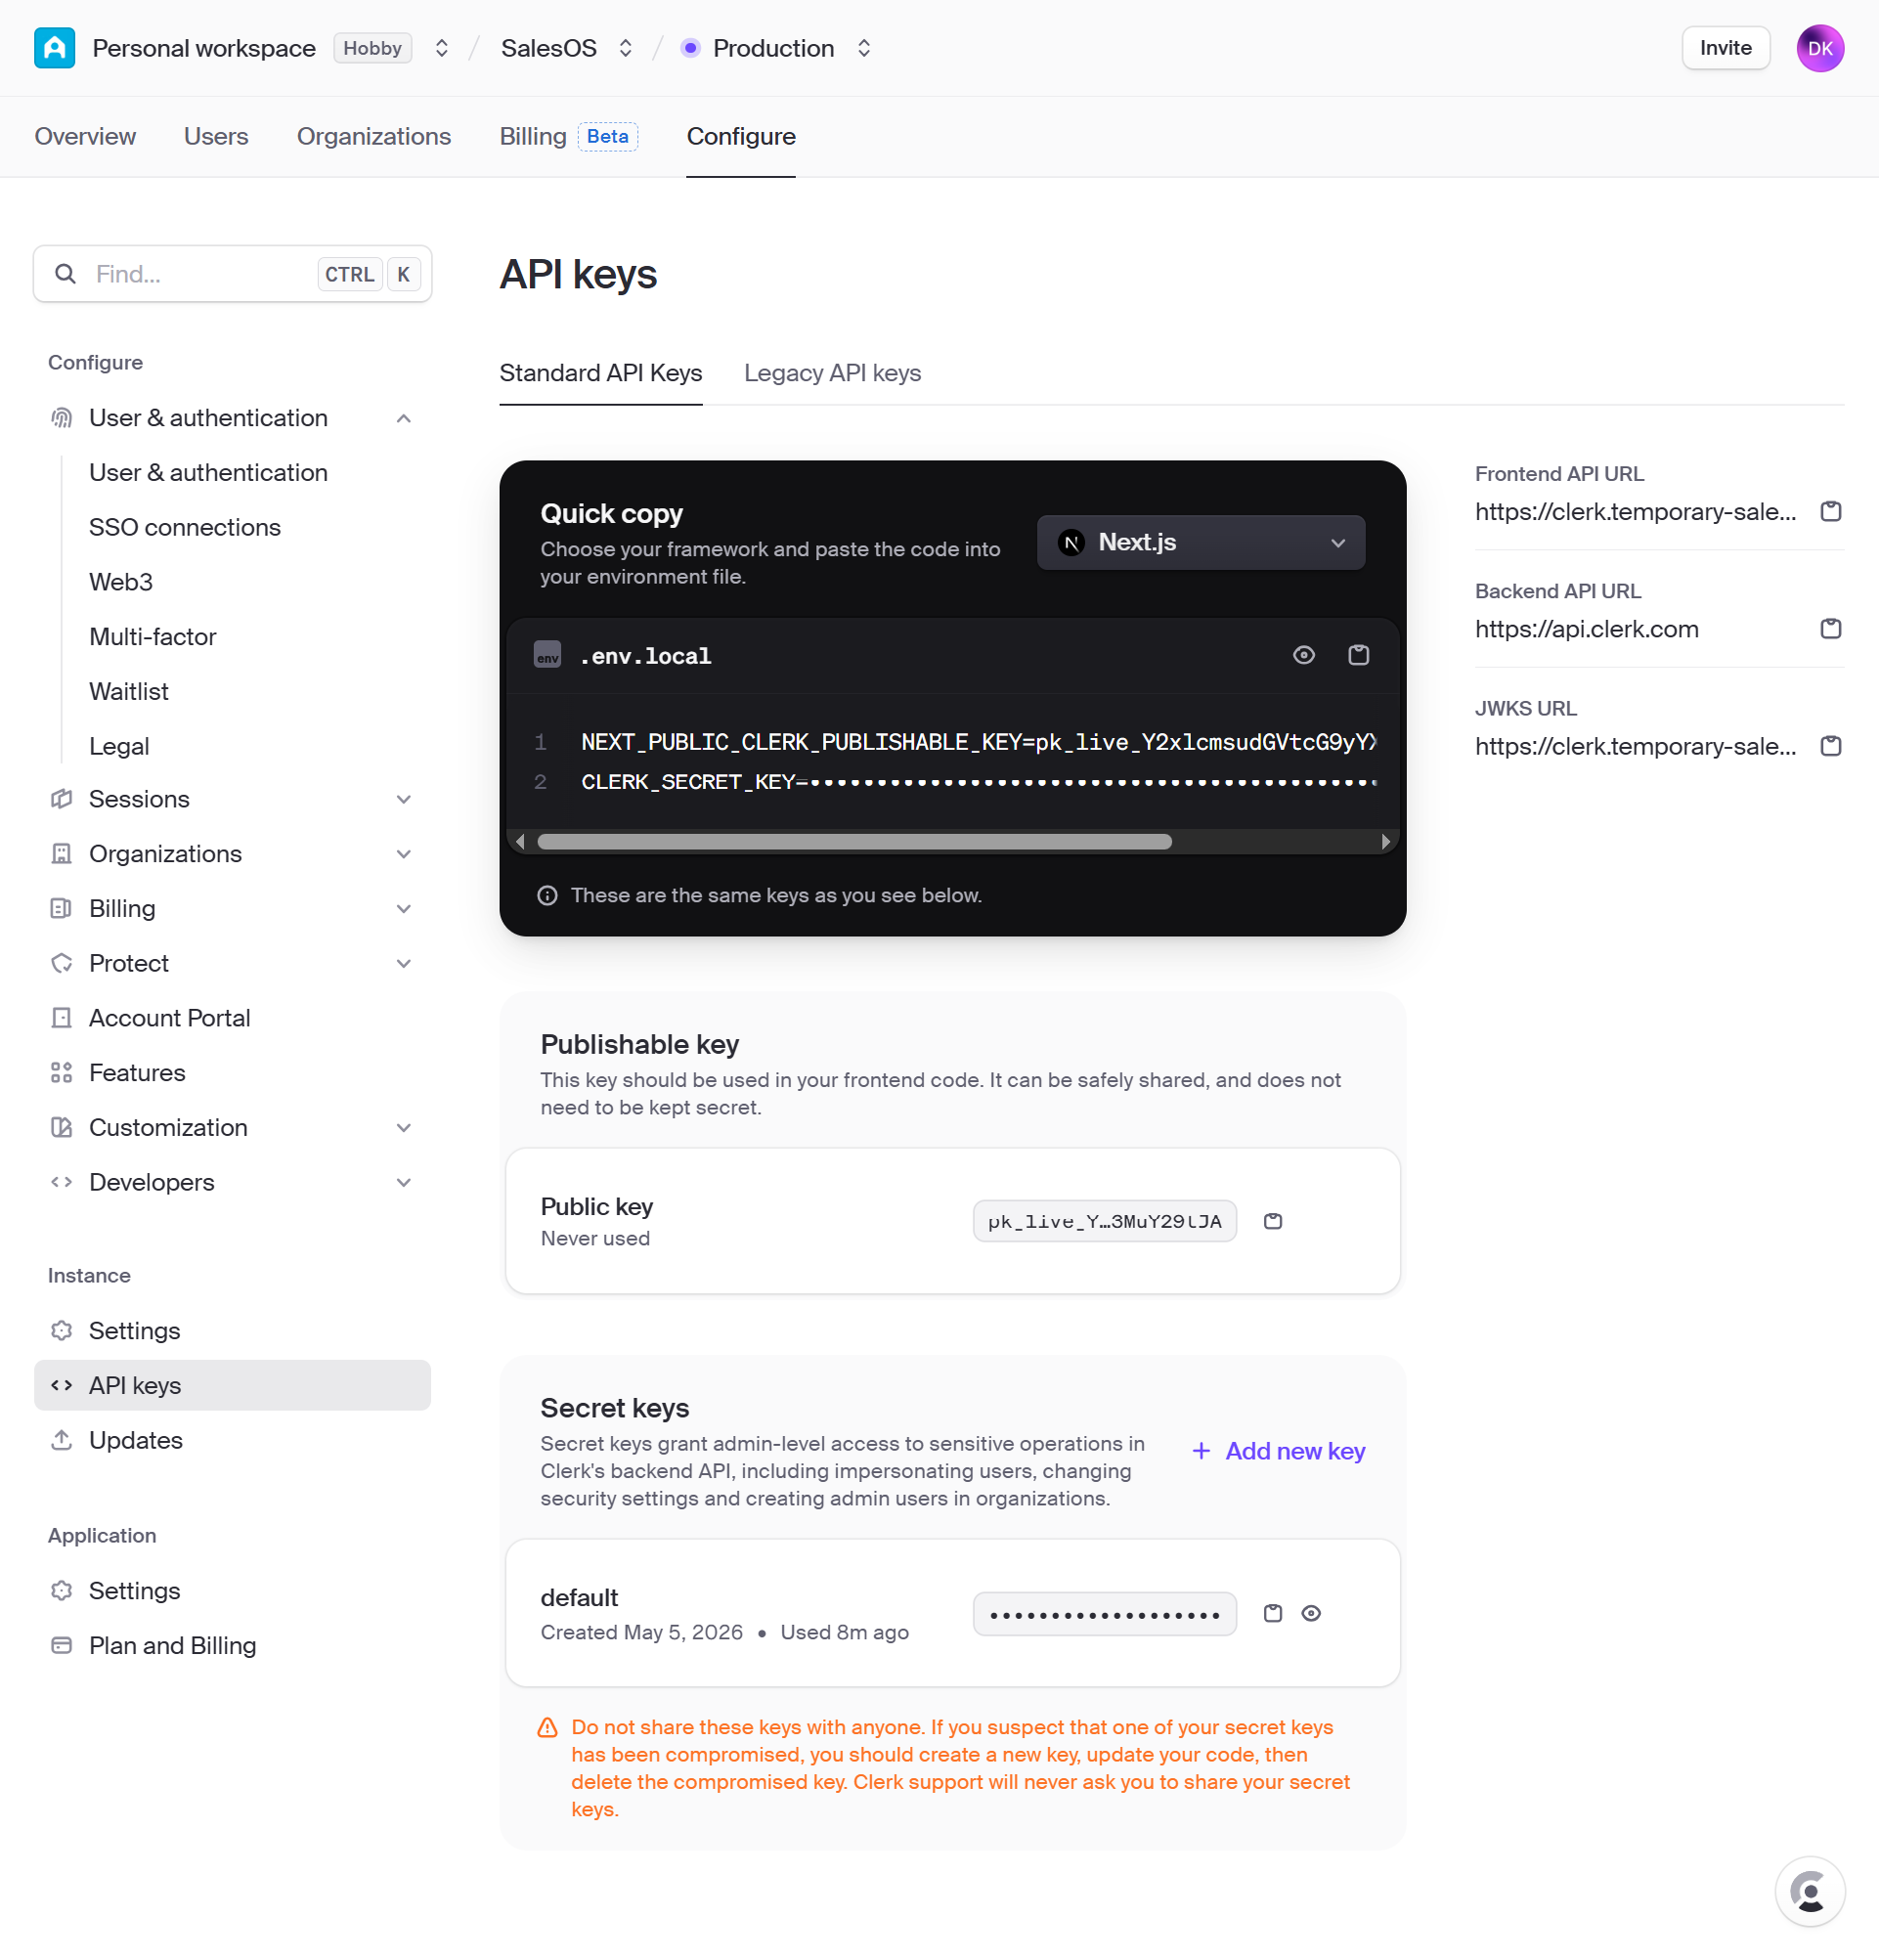 Personal workspace Hobby / SalesOS / Production Invite DK
Overview Users Organizations Billing Beta Configure
Find... CTRL K
Configure
User & authentication
User & authentication
SSO connections
Web3
Multi-factor
Waitlist
Legal
Sessions
Organizations
Billing
Protect
Account Portal
Features
Customization
Developers
Instance
Settings
API keys
Updates
Application
Settings
Plan and Billing
API keys
Standard API Keys Legacy API keys
Quick copy
Choose your framework and paste the code into
your environment file.
N Next.js
env .env.local
1 NEXT_PUBLIC_CLERK_PUBLISHABLE_KEY=pk_live_Y2xlcmsudGVtcG9yYX
2 CLERK_SECRET_KEY=••••••••••••••••••••••••••••••••••••••••••
These are the same keys as you see below.
Publishable key
This key should be used in your frontend code. It can be safely shared, and does not
need to be kept secret.
Public key
Never used
pk_live_Y…3MuY29tJA
Secret keys
Secret keys grant admin-level access to sensitive operations in
Clerk's backend API, including impersonating users, changing
security settings and creating admin users in organizations.
+ Add new key
default
Created May 5, 2026 • Used 8m ago
•••••••••••••••••••
Do not share these keys with anyone. If you suspect that one of your secret keys
has been compromised, you should create a new key, update your code, then
delete the compromised key. Clerk support will never ask you to share your secret
keys.
Frontend API URL
https://clerk.temporary-sale...
Backend API URL
https://api.clerk.com
JWKS URL
https://clerk.temporary-sale...